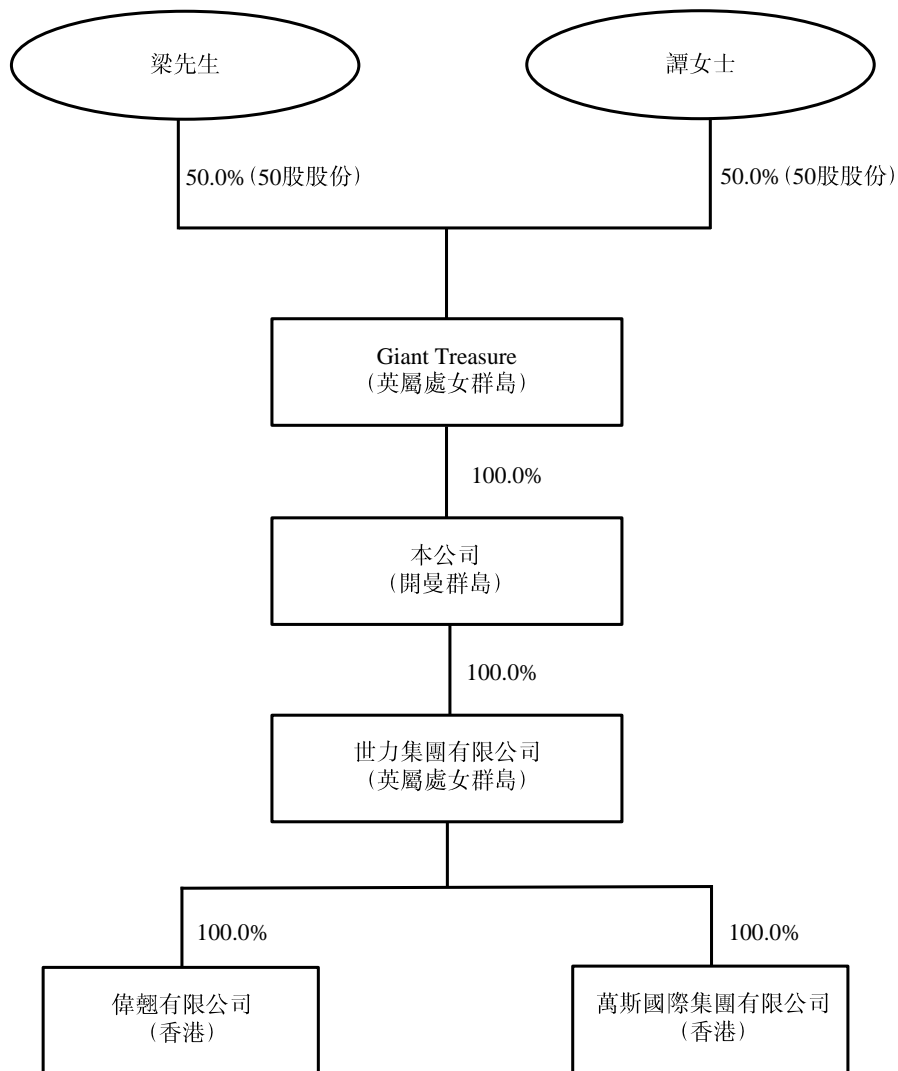 梁先生
譚女士
50.0% (50股股份)
50.0% (50股股份)
Giant Treasure
(英屬處女群島)
100.0%
本公司
(開曼群島)
100.0%
世力集團有限公司
(英屬處女群島)
100.0%
100.0%
偉翹有限公司
(香港)
萬斯國際集團有限公司
(香港)